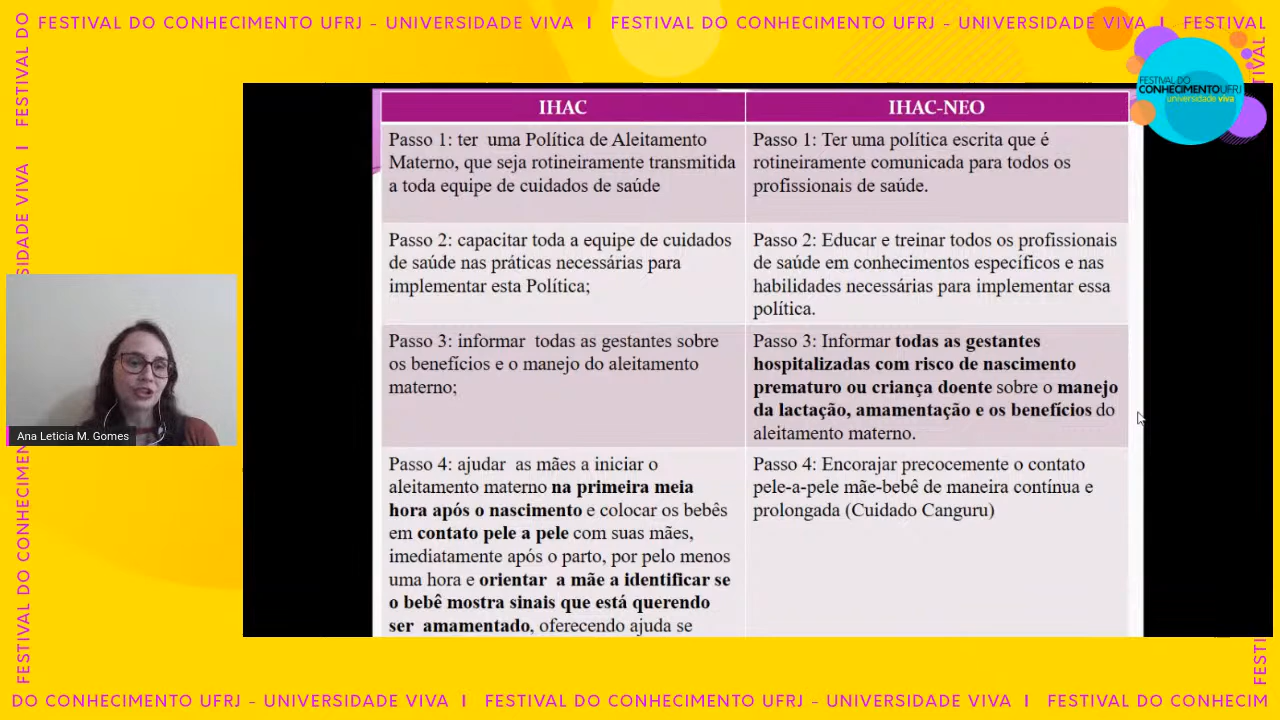 FESTIVAL DO CONHECIMENTO UFRJ - UNIVERSIDADE VIVA I FESTIVAL DO CONHECIMENTO UFRJ - UNIVERSIDADE VIVA I FESTIVAL
FESTIVAL DO
CONHECIMENTO UFRJ
universidade viva
IHAC
IHAC-NEO
Passo 1: ter uma Política de Aleitamento
Materno, que seja rotineiramente transmitida
a toda equipe de cuidados de saúde
Passo 1: Ter uma política escrita que é
rotineiramente comunicada para todos os
profissionais de saúde.
Passo 2: capacitar toda a equipe de cuidados
de saúde nas práticas necessárias para
implementar esta Política;
Passo 2: Educar e treinar todos os profissionais
de saúde em conhecimentos específicos e nas
habilidades necessárias para implementar essa
política.
Passo 3: informar todas as gestantes sobre
os benefícios e o manejo do aleitamento
materno;
Passo 3: Informar todas as gestantes
hospitalizadas com risco de nascimento
prematuro ou criança doente sobre o manejo
da lactação, amamentação e os benefícios do
aleitamento materno.
Passo 4: ajudar as mães a iniciar o
aleitamento materno na primeira meia
hora após o nascimento e colocar os bebês
em contato pele a pele com suas mães,
imediatamente após o parto, por pelo menos
uma hora e orientar a mãe a identificar se
o bebê mostra sinais que está querendo
ser amamentado, oferecendo ajuda se
Passo 4: Encorajar precocemente o contato
pele-a-pele mãe-bebê de maneira contínua e
prolongada (Cuidado Canguru)
Ana Leticia M. Gomes
FESTIVAL DO CONHECIMEN
SIDADE VIVA I FESTIVAL DO
TIVAL
FESTI
DO CONHECIMENTO UFRJ - UNIVERSIDADE VIVA I FESTIVAL DO CONHECIMENTO UFRJ - UNIVERSIDADE VIVA I FESTIVAL DO CONHECIM